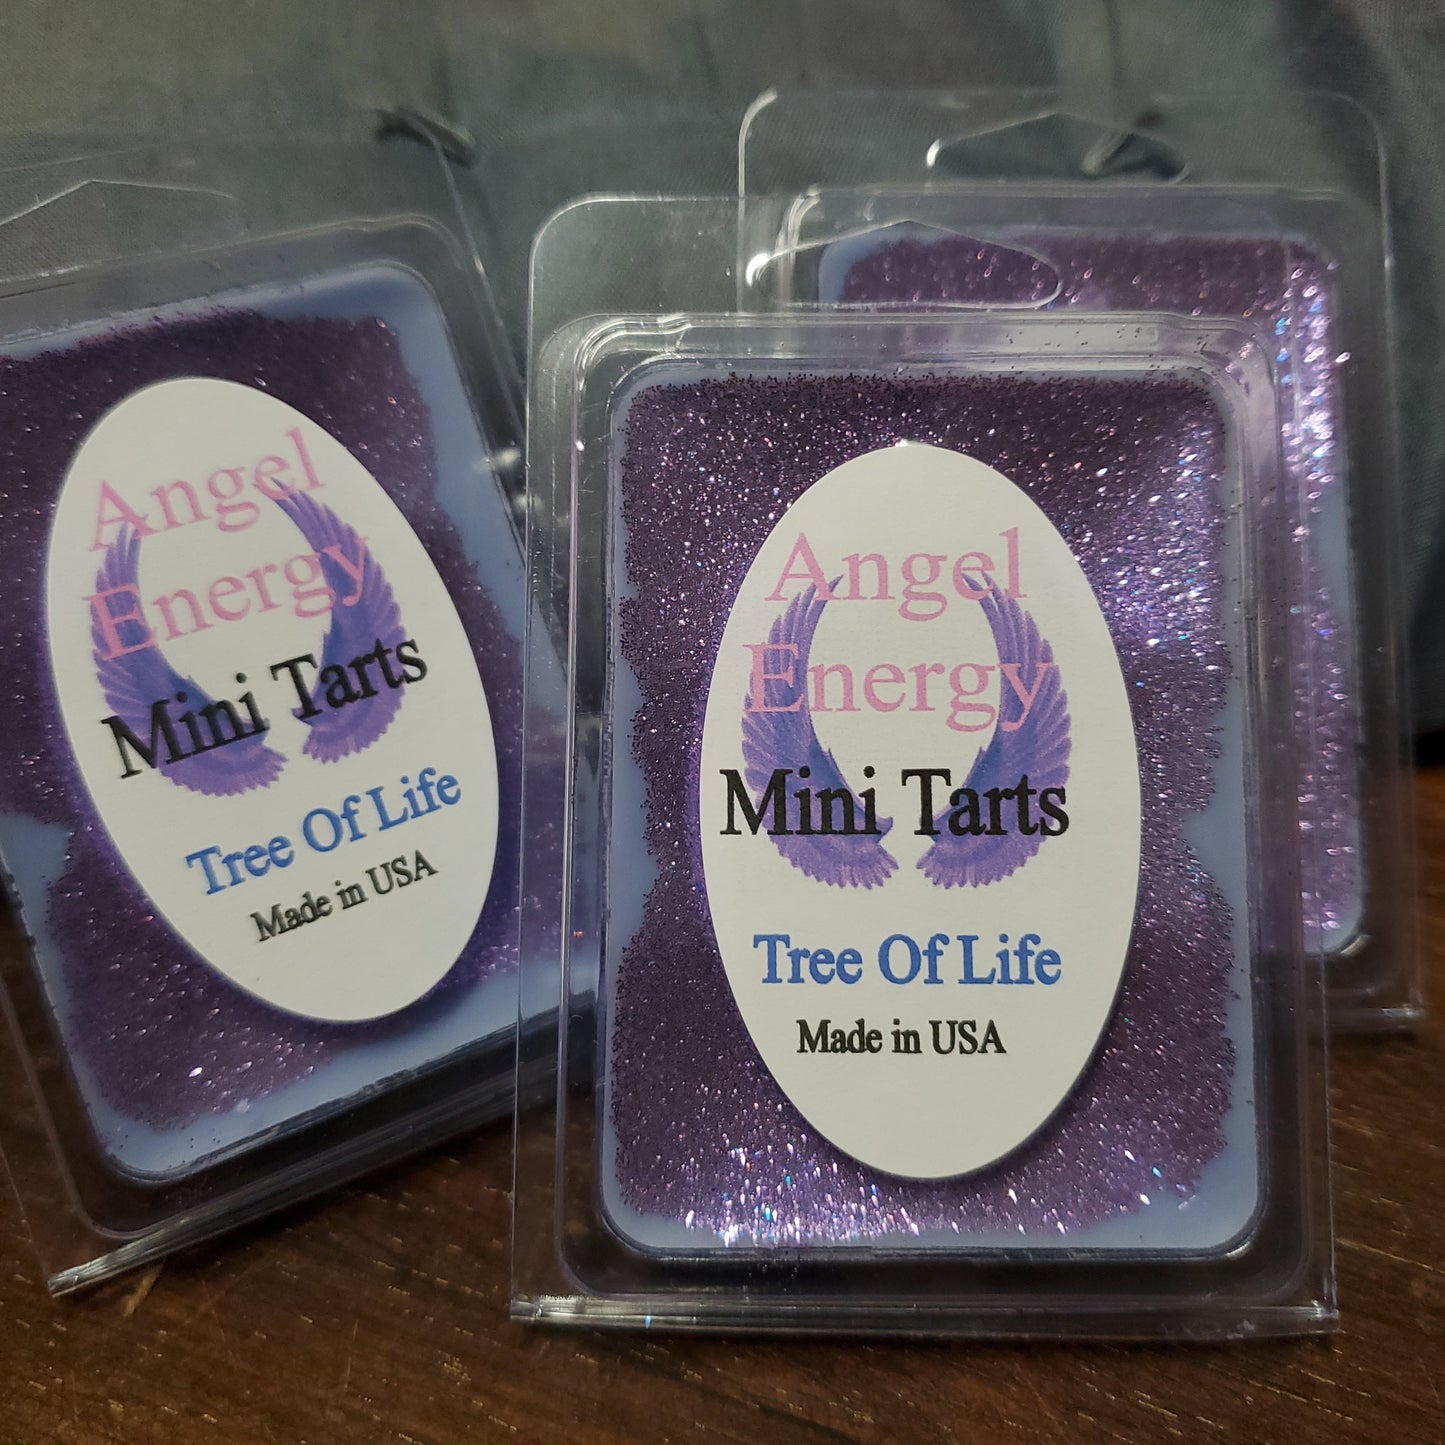 Angel
Energy
Mini Tarts
Tree Of Life
Made in USA
Angel
Energy
Mini Tarts
Tree Of Life
Made in USA